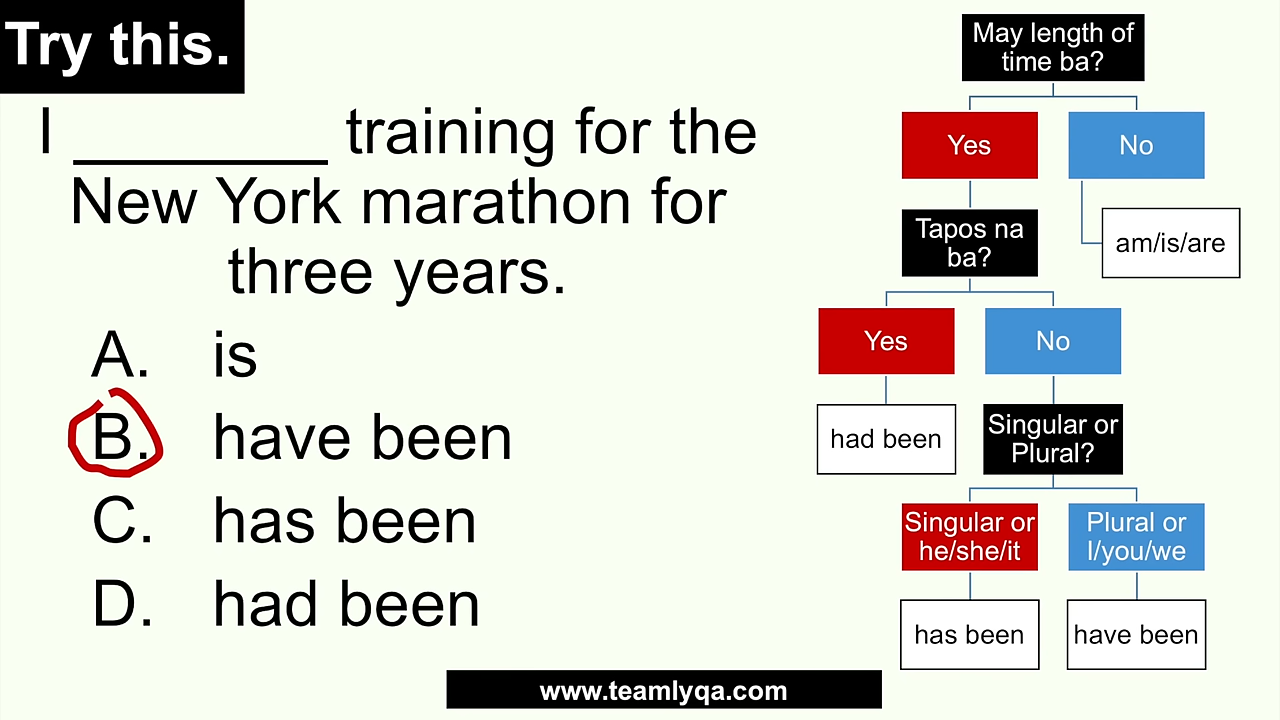 Try this.
I _______ training for the
New York marathon for
three years.
A. is
B. have been
C. has been
D. had been
May length of
time ba?
Yes
No
Tapos na
ba?
am/is/are
Yes
No
had been
Singular or
Plural?
Singular or
he/she/it
Plural or
I/you/we
has been
have been
www.teamlyqa.com